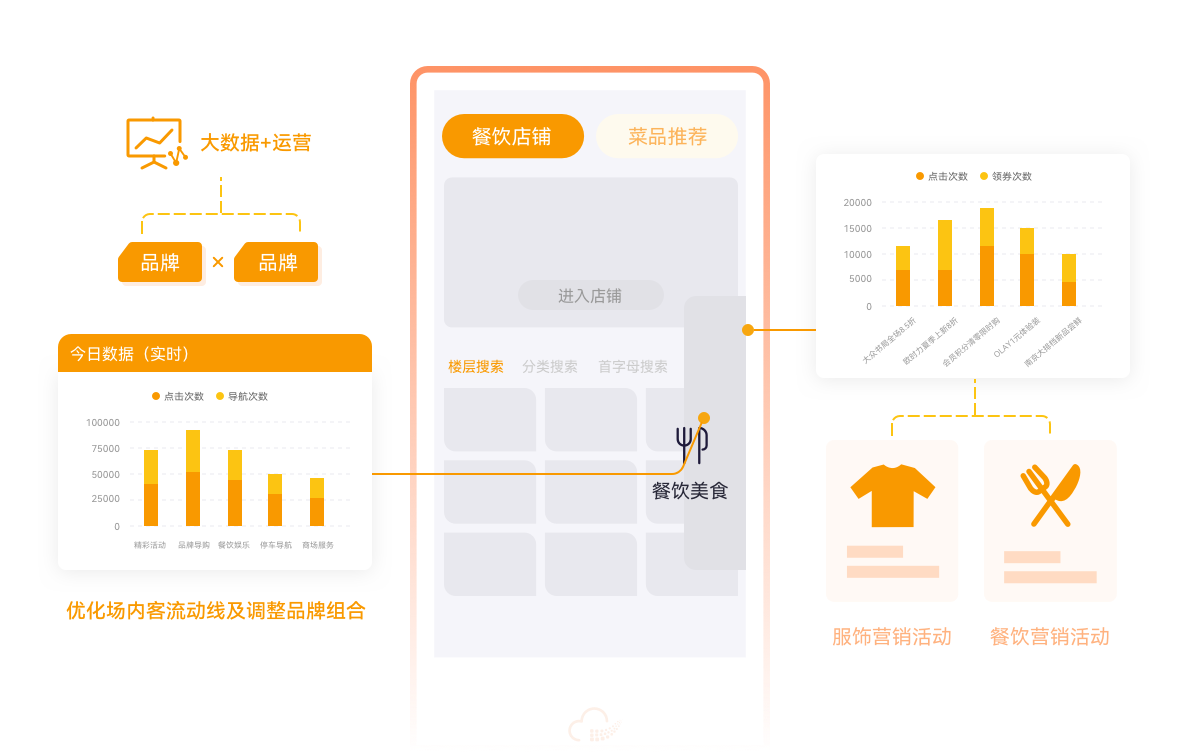 大数据+运营
品牌 × 品牌
今日数据（实时）
点击次数 导航次数
100000
75000
50000
25000
0
精彩活动 品牌导购 餐饮娱乐 停车导航 商场服务
优化场内客流动线及调整品牌组合
餐饮店铺 菜品推荐
进入店铺
楼层搜索 分类搜索 首字母搜索
餐饮美食
点击次数 领券次数
20000
15000
10000
5000
0
大众书局全场8.5折
致时力夏季上新8折
会员积分清零限时购
OLAY1元体验装
南京大排档新品尝鲜
服饰营销活动 餐饮营销活动